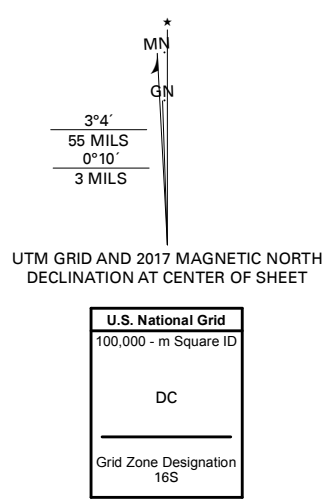 ★
MN
GN
3°4´
55 MILS
0°10´
3 MILS
UTM GRID AND 2017 MAGNETIC NORTH
DECLINATION AT CENTER OF SHEET
U.S. National Grid
100,000 - m Square ID
DC
Grid Zone Designation
16S